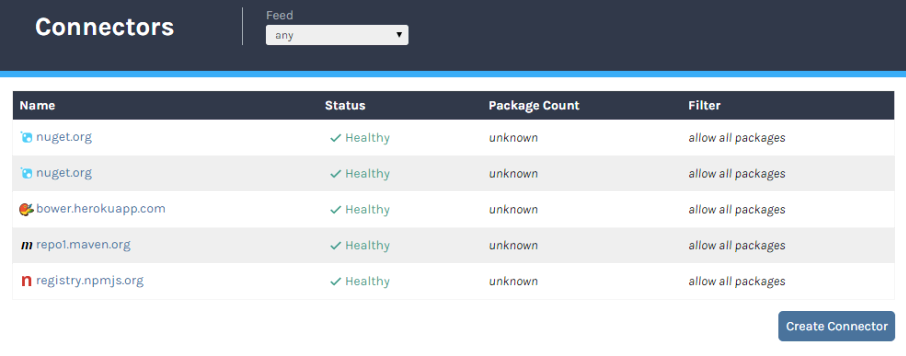 Connectors
Feed
any
Name Status Package Count Filter
nuget.org Healthy unknown allow all packages
nuget.org Healthy unknown allow all packages
bower.herokuapp.com Healthy unknown allow all packages
m repo1.maven.org Healthy unknown allow all packages
n registry.npmjs.org Healthy unknown allow all packages
Create Connector